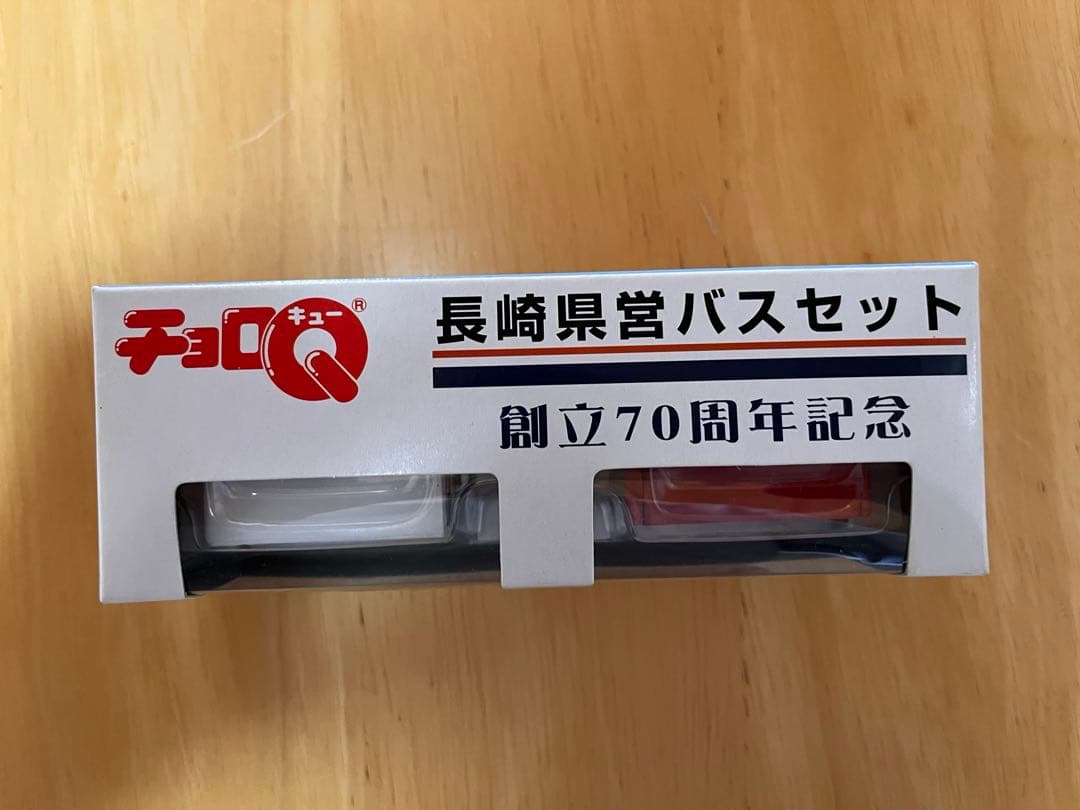 チョロQ
キュー
®
長崎県営バスセット
創立70周年記念